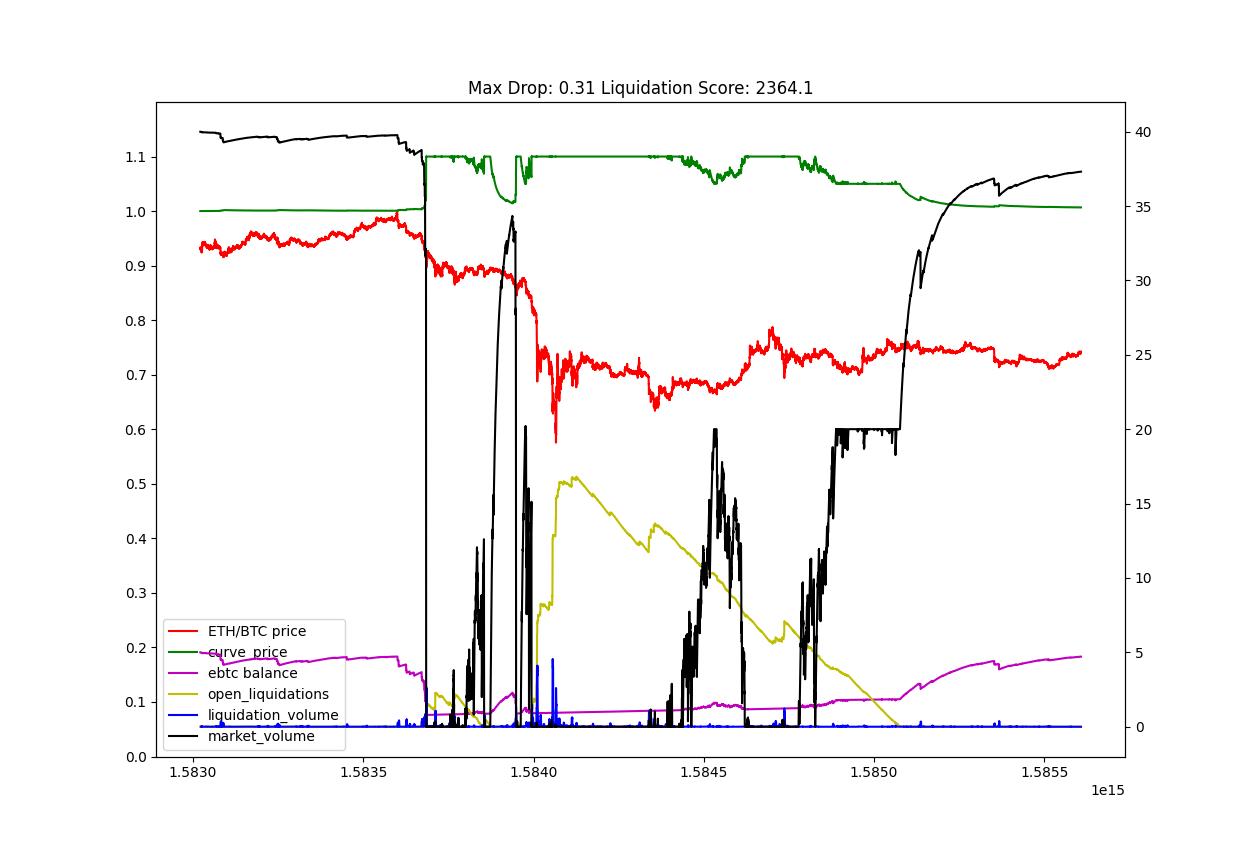 Max Drop: 0.31 Liquidation Score: 2364.1
1.1
1.0
0.9
0.8
0.7
0.6
0.5
0.4
0.3
0.2
0.1
0.0
40
35
30
25
20
15
10
5
0
ETH/BTC price
curve_price
ebtc balance
open_liquidations
liquidation_volume
market_volume
1.5830 1.5835 1.5840 1.5845 1.5850 1.5855
1e15